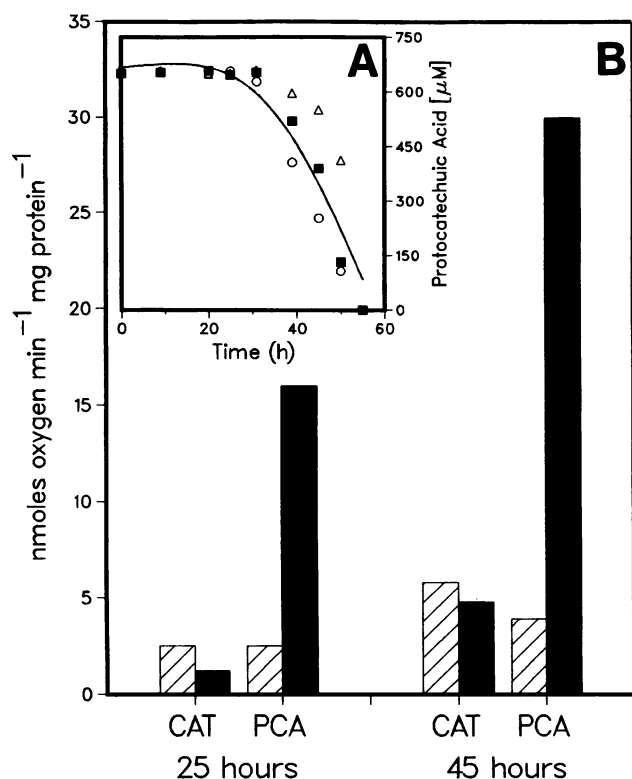 35
30
25
20
15
10
5
0
nmoles oxygen min⁻¹ mg protein⁻¹
A
B
750
600
450
300
150
0
Protocatechuic Acid [μM]
0 20 40 60
Time (h)
CAT PCA CAT PCA
25 hours 45 hours